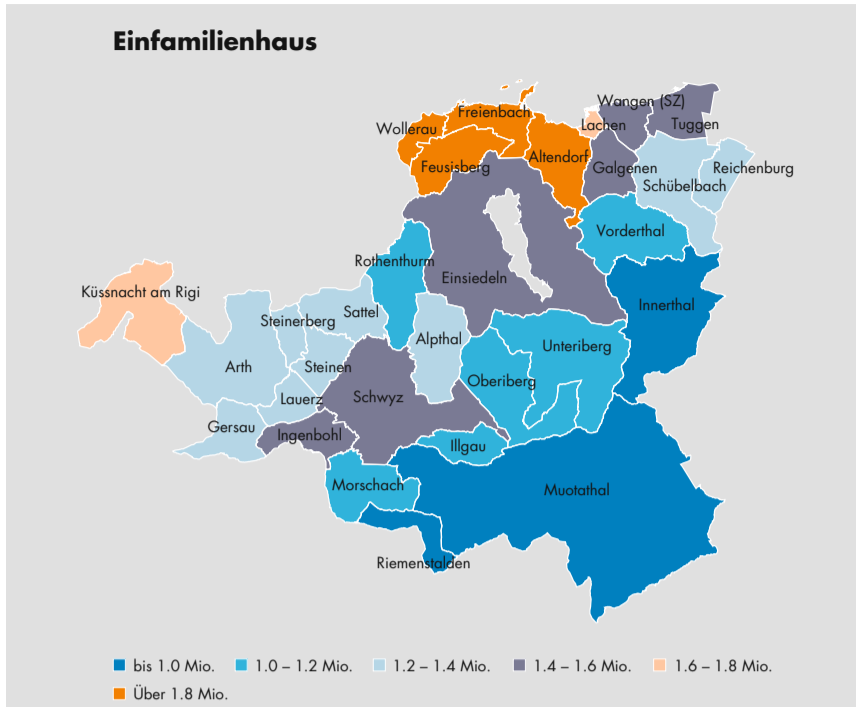 Einfamilienhaus
Wangen (SZ)
Freienbach
Lachen
Tuggen
Wollerau
Altendorf
Feusisberg
Galgenen
Reichenburg
Schübelbach
Vorderthal
Rothenthurm
Einsiedeln
Küssnacht am Rigi
Innerthal
Sattel
Steinerberg
Alpthal
Unteriberg
Arth
Steinen
Oberiberg
Lauerz
Schwyz
Gersau
Ingenbohl
Illgau
Morschach
Muotathal
Riemenstalden
bis 1.0 Mio.
1.0 – 1.2 Mio.
1.2 – 1.4 Mio.
1.4 – 1.6 Mio.
1.6 – 1.8 Mio.
Über 1.8 Mio.